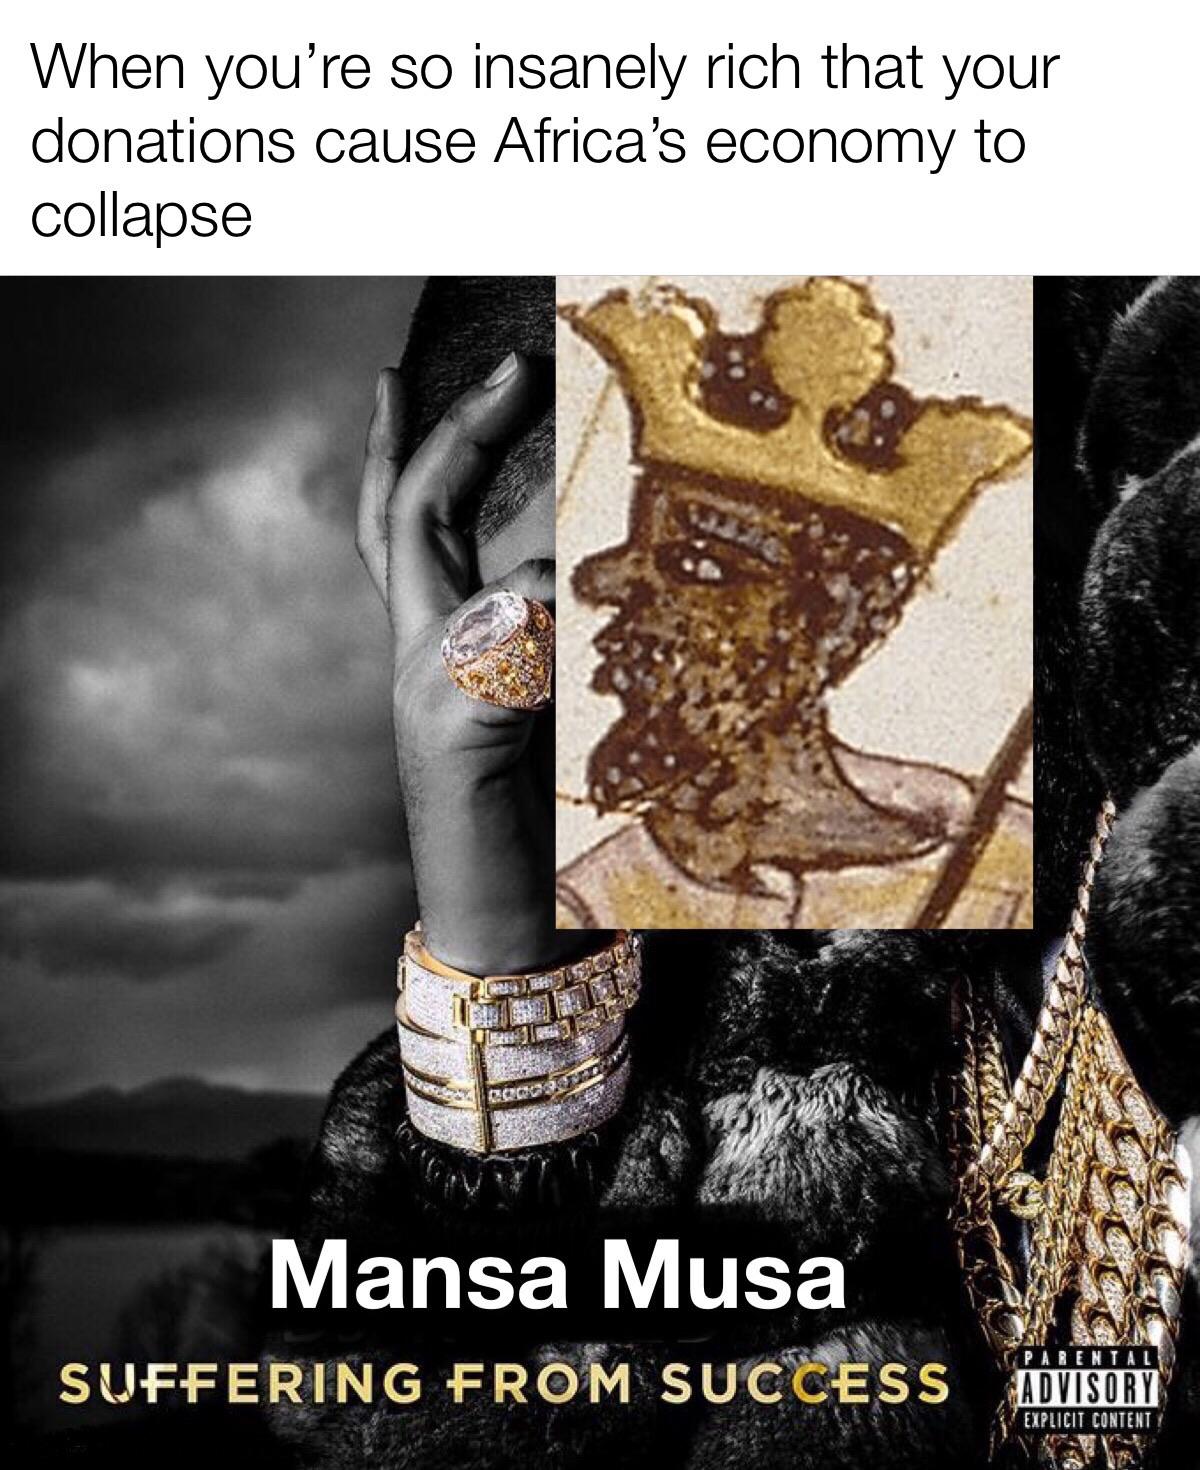 When you’re so insanely rich that your
donations cause Africa’s economy to
collapse
Mansa Musa
SUFFERING FROM SUCCESS
PARENTAL
ADVISORY
EXPLICIT CONTENT